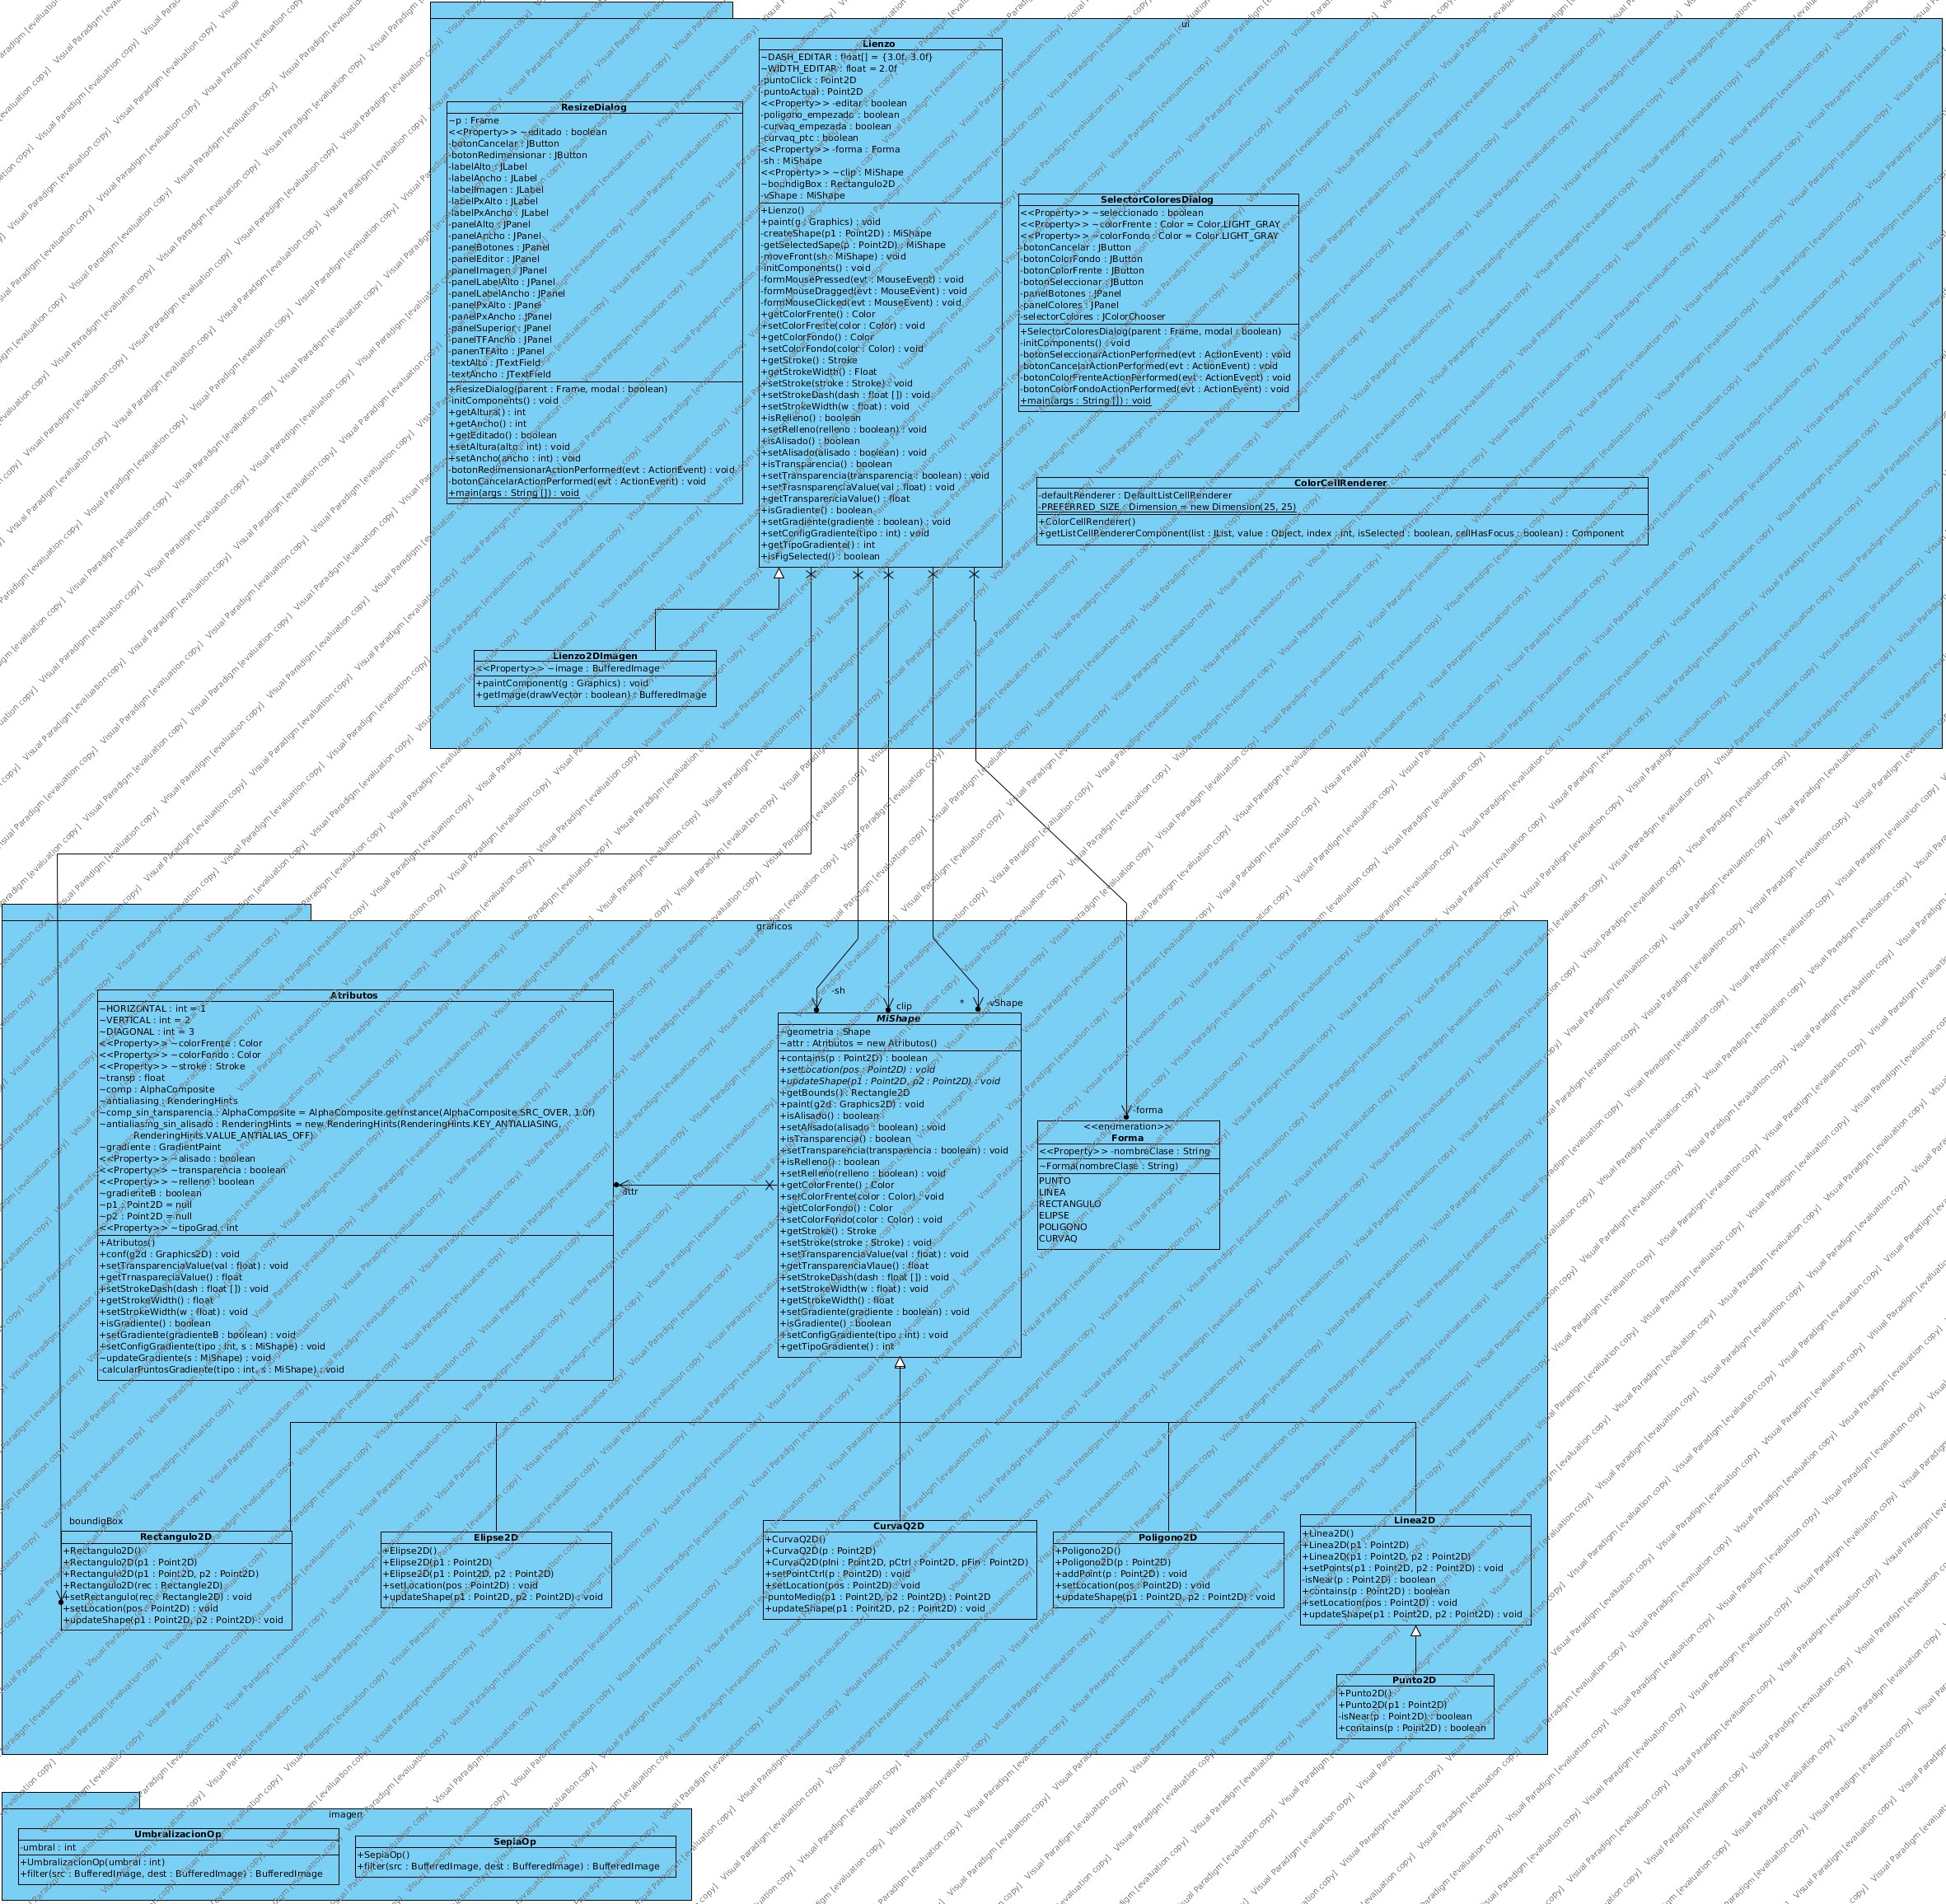 ui
Lienzo
~DASH_EDITAR : float[] = {3.0f, 3.0f}
~WIDTH_EDITAR : float = 2.0f
-puntoClick : Point2D
-puntoActual : Point2D
<<Property>> -editar : boolean
-poligono_empezado : boolean
-curvaq_empezada : boolean
-curvaq_ptc : boolean
<<Property>> -forma : Forma
-sh : MiShape
<<Property>> ~clip : MiShape
~boundigBox : Rectangulo2D
-vShape : MiShape
+Lienzo()
+paint(g : Graphics) : void
-createShape(p1 : Point2D) : MiShape
-getSelectedSape(p : Point2D) : MiShape
-moveFront(sh : MiShape) : void
-initComponents() : void
-formMousePressed(evt : MouseEvent) : void
-formMouseDragged(evt : MouseEvent) : void
-formMouseClicked(evt : MouseEvent) : void
+getColorFrente() : Color
+setColorFrente(color : Color) : void
+getColorFondo() : Color
+setColorFondo(color : Color) : void
+getStroke() : Stroke
+getStrokeWidth() : Float
+setStroke(stroke : Stroke) : void
+setStrokeDash(dash : float []) : void
+setStrokeWidth(w : float) : void
+isRelleno() : boolean
+setRelleno(relleno : boolean) : void
+isAlisado() : boolean
+setAlisado(alisado : boolean) : void
+isTransparencia() : boolean
+setTransparencia(transparencia : boolean) : void
+setTrasnsparenciaValue(val : float) : void
+getTransparenciaValue() : float
+isGradiente() : boolean
+setGradiente(gradiente : boolean) : void
+setConfigGradiente(tipo : int) : void
+getTipoGradiente() : int
+isFigSelected() : boolean
ResizeDialog
~p : Frame
<<Property>> ~editado : boolean
-botonCancelar : JButton
-botonRedimensionar : JButton
-labelAlto : JLabel
-labelAncho : JLabel
-labelImagen : JLabel
-labelPxAlto : JLabel
-labelPxAncho : JLabel
-panelAlto : JPanel
-panelAncho : JPanel
-panelBotones : JPanel
-panelEditor : JPanel
-panelImagen : JPanel
-panelLabelAlto : JPanel
-panelLabelAncho : JPanel
-panelPxAlto : JPanel
-panelPxAncho : JPanel
-panelSuperior : JPanel
-panelTFAncho : JPanel
-panenTFAlto : JPanel
-textAlto : JTextField
-textAncho : JTextField
+ResizeDialog(parent : Frame, modal : boolean)
-initComponents() : void
+getAltura() : int
+getAncho() : int
+getEditado() : boolean
+setAltura(alto : int) : void
+setAncho(ancho : int) : void
-botonRedimensionarActionPerformed(evt : ActionEvent) : void
-botonCancelarActionPerformed(evt : ActionEvent) : void
+main(args : String []) : void
SelectorColoresDialog
<<Property>> ~seleccionado : boolean
<<Property>> ~colorFrente : Color = Color.LIGHT_GRAY
<<Property>> ~colorFondo : Color = Color.LIGHT_GRAY
-botonCancelar : JButton
-botonColorFondo : JButton
-botonColorFrente : JButton
-botonSeleccionar : JButton
-panelBotones : JPanel
-panelColores : JPanel
-selectorColores : JColorChooser
+SelectorColoresDialog(parent : Frame, modal : boolean)
-initComponents() : void
-botonSeleccionarActionPerformed(evt : ActionEvent) : void
-botonCancelarActionPerformed(evt : ActionEvent) : void
-botonColorFrenteActionPerformed(evt : ActionEvent) : void
-botonColorFondoActionPerformed(evt : ActionEvent) : void
+main(args : String []) : void
ColorCellRenderer
-defaultRenderer : DefaultListCellRenderer
-PREFERRED_SIZE : Dimension = new Dimension(25, 25)
+ColorCellRenderer()
+getListCellRendererComponent(list : JList, value : Object, index : int, isSelected : boolean, cellHasFocus : boolean) : Component
Lienzo2DImagen
<<Property>> ~image : BufferedImage
+paintComponent(g : Graphics) : void
+getImage(drawVector : boolean) : BufferedImage
graficos
-sh
clip
*
-vShape
Atributos
~HORIZONTAL : int = 1
~VERTICAL : int = 2
~DIAGONAL : int = 3
<<Property>> ~colorFrente : Color
<<Property>> ~colorFondo : Color
<<Property>> ~stroke : Stroke
~transp : float
~comp : AlphaComposite
~antialiasing : RenderingHints
~comp_sin_tansparencia : AlphaComposite = AlphaComposite.getInstance(AlphaComposite.SRC_OVER, 1.0f)
~antialiasing_sin_alisado : RenderingHints = new RenderingHints(RenderingHints.KEY_ANTIALIASING,
RenderingHints.VALUE_ANTIALIAS_OFF)
~gradiente : GradientPaint
<<Property>> ~alisado : boolean
<<Property>> ~transparencia : boolean
<<Property>> ~relleno : boolean
~gradienteB : boolean
~p1 : Point2D = null
~p2 : Point2D = null
<<Property>> ~tipoGrad : int
+Atributos()
+conf(g2d : Graphics2D) : void
+setTransparenciaValue(val : float) : void
+getTrnaspareciaValue() : float
+setStrokeDash(dash : float []) : void
+getStrokeWidth() : float
+setStrokeWidth(w : float) : void
+isGradiente() : boolean
+setGradiente(gradienteB : boolean) : void
+setConfigGradiente(tipo : int, s : MiShape) : void
~updateGradiente(s : MiShape) : void
-calcularPuntosGradiente(tipo : int, s : MiShape) : void
attr
MiShape
~geometria : Shape
~attr : Atributos = new Atributos()
+contains(p : Point2D) : boolean
+setLocation(pos : Point2D) : void
+updateShape(p1 : Point2D, p2 : Point2D) : void
+getBounds() : Rectangle2D
+paint(g2d : Graphics2D) : void
+isAlisado() : boolean
+setAlisado(alisado : boolean) : void
+isTransparencia() : boolean
+setTransparencia(transparencia : boolean) : void
+isRelleno() : boolean
+setRelleno(relleno : boolean) : void
+getColorFrente() : Color
+setColorFrente(color : Color) : void
+getColorFondo() : Color
+setColorFondo(color : Color) : void
+getStroke() : Stroke
+setStroke(stroke : Stroke) : void
+setTransparenciaValue(val : float) : void
+getTransparenciaVlaue() : float
+setStrokeDash(dash : float []) : void
+setStrokeWidth(w : float) : void
+getStrokeWidth() : float
+setGradiente(gradiente : boolean) : void
+isGradiente() : boolean
+setConfigGradiente(tipo : int) : void
+getTipoGradiente() : int
-forma
<<enumeration>>
Forma
<<Property>> -nombreClase : String
~Forma(nombreClase : String)
PUNTO
LINEA
RECTANGULO
ELIPSE
POLIGONO
CURVAQ
boundigBox
Rectangulo2D
+Rectangulo2D()
+Rectangulo2D(p1 : Point2D)
+Rectangulo2D(p1 : Point2D, p2 : Point2D)
+Rectangulo2D(rec : Rectangle2D)
+setRectangulo(rec : Rectangle2D) : void
+setLocation(pos : Point2D) : void
+updateShape(p1 : Point2D, p2 : Point2D) : void
Elipse2D
+Elipse2D()
+Elipse2D(p1 : Point2D)
+Elipse2D(p1 : Point2D, p2 : Point2D)
+setLocation(pos : Point2D) : void
+updateShape(p1 : Point2D, p2 : Point2D) : void
CurvaQ2D
+CurvaQ2D()
+CurvaQ2D(p : Point2D)
+CurvaQ2D(pIni : Point2D, pCtrl : Point2D, pFin : Point2D)
+setPointCtrl(p : Point2D) : void
+setLocation(pos : Point2D) : void
-puntoMedio(p1 : Point2D, p2 : Point2D) : Point2D
+updateShape(p1 : Point2D, p2 : Point2D) : void
Poligono2D
+Poligono2D()
+Poligono2D(p : Point2D)
+addPoint(p : Point2D) : void
+setLocation(pos : Point2D) : void
+updateShape(p1 : Point2D, p2 : Point2D) : void
Linea2D
+Linea2D()
+Linea2D(p1 : Point2D)
+Linea2D(p1 : Point2D, p2 : Point2D)
+setPoints(p1 : Point2D, p2 : Point2D) : void
-isNear(p : Point2D) : boolean
+contains(p : Point2D) : boolean
+setLocation(pos : Point2D) : void
+updateShape(p1 : Point2D, p2 : Point2D) : void
Punto2D
+Punto2D()
+Punto2D(p1 : Point2D)
-isNear(p : Point2D) : boolean
+contains(p : Point2D) : boolean
imagen
UmbralizacionOp
-umbral : int
+UmbralizacionOp(umbral : int)
+filter(src : BufferedImage, dest : BufferedImage) : BufferedImage
SepiaOp
+SepiaOp()
+filter(src : BufferedImage, dest : BufferedImage) : BufferedImage
Visual Paradigm [evaluation copy]